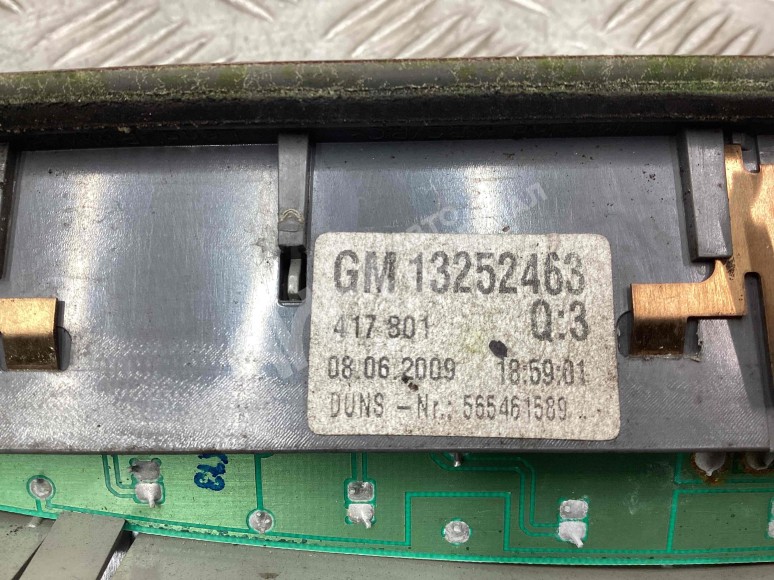 GM 13252463
417 801 Q:3
08.06.2009 18:59:01
DUNS - Nr.: 565461589